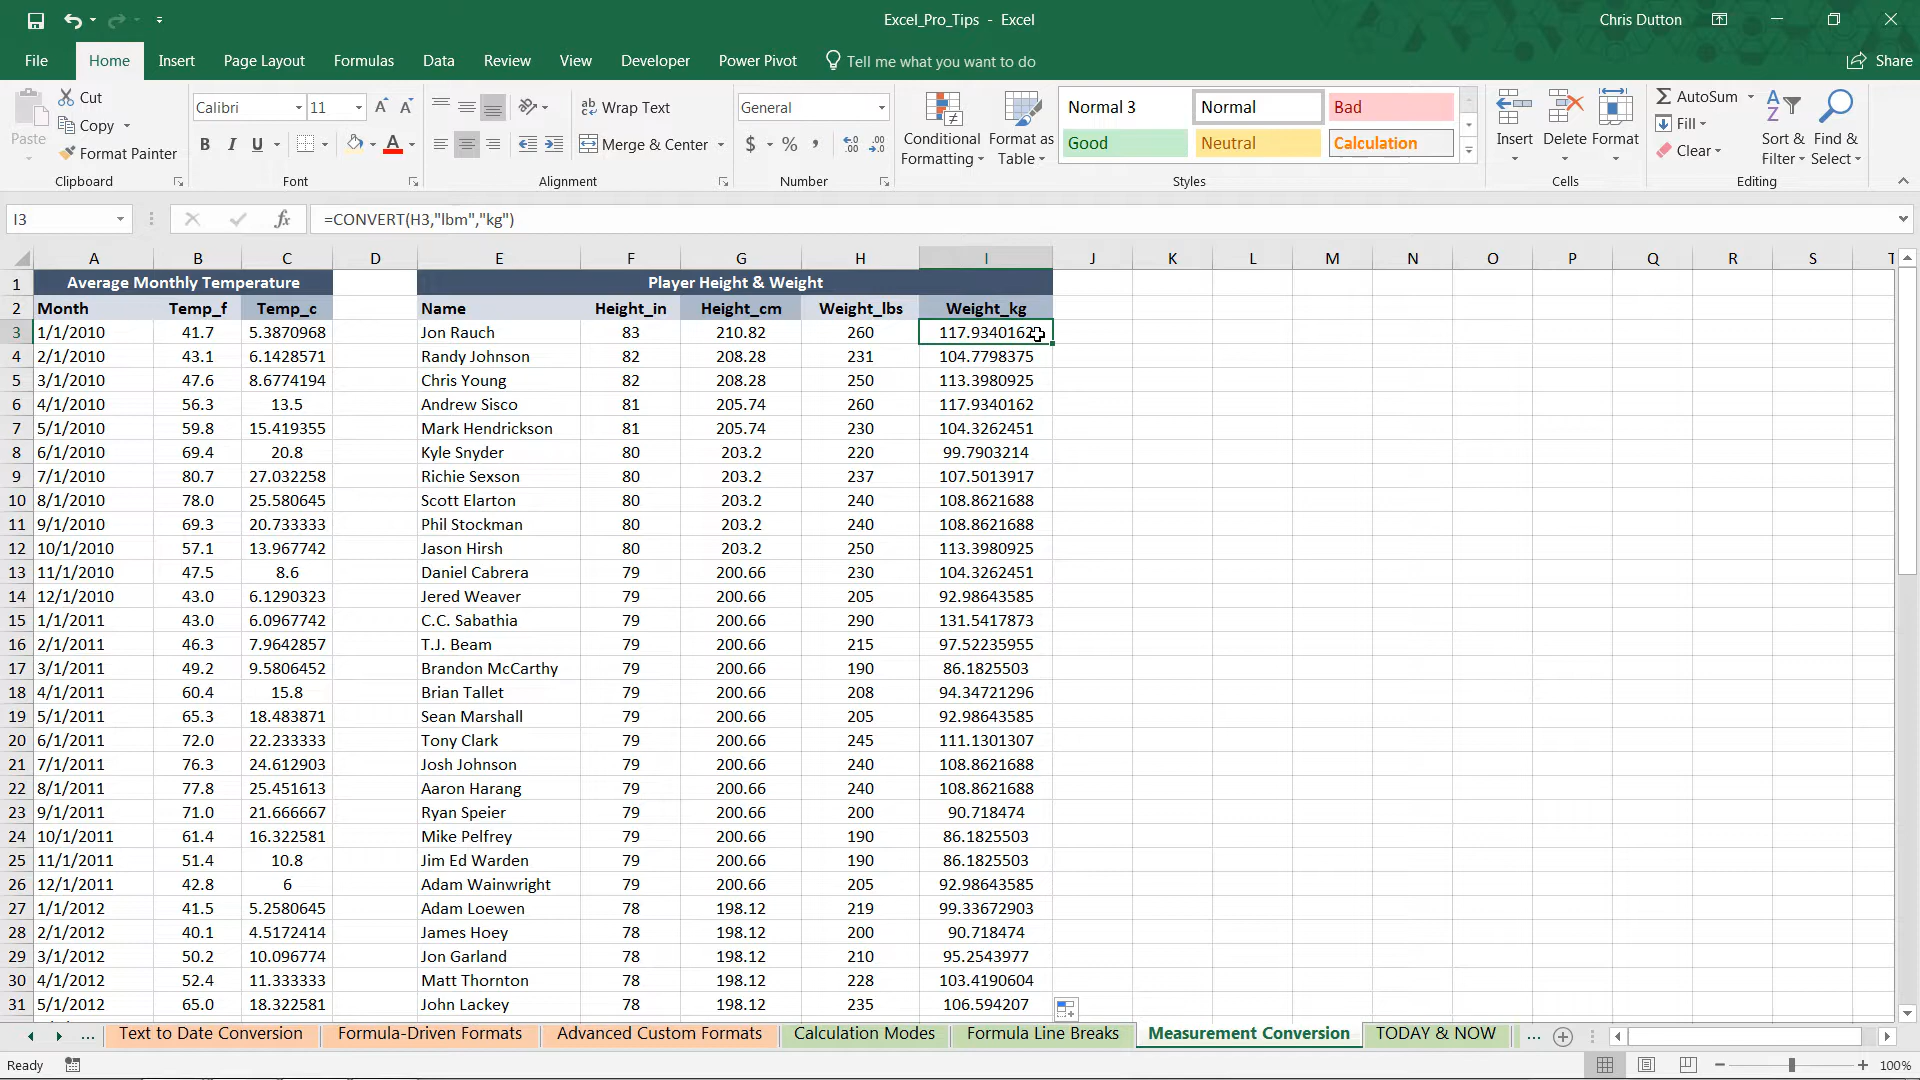 Excel_Pro_Tips - Excel
Chris Dutton
File Home Insert Page Layout Formulas Data Review View Developer Power Pivot Tell me what you want to do Share
Paste
Cut
Copy
Format Painter
Clipboard
Calibri 11
B I U
Font
Wrap Text
Merge & Center
Alignment
General
$ % ,
Number
Conditional Formatting
Format as Table
Normal 3 Normal Bad
Good Neutral Calculation
Styles
Insert Delete Format
Cells
AutoSum
Fill
Clear
Sort & Filter
Find & Select
Editing
I3 fx =CONVERT(H3,"lbm","kg")
A B C D E F G H I J K L M N O P Q R S T
1 Average Monthly Temperature Player Height & Weight
2 Month Temp_f Temp_c Name Height_in Height_cm Weight_lbs Weight_kg
3 1/1/2010 41.7 5.3870968 Jon Rauch 83 210.82 260 117.9340162
4 2/1/2010 43.1 6.1428571 Randy Johnson 82 208.28 231 104.7798375
5 3/1/2010 47.6 8.6774194 Chris Young 82 208.28 250 113.3980925
6 4/1/2010 56.3 13.5 Andrew Sisco 81 205.74 260 117.9340162
7 5/1/2010 59.8 15.419355 Mark Hendrickson 81 205.74 230 104.3262451
8 6/1/2010 69.4 20.8 Kyle Snyder 80 203.2 220 99.7903214
9 7/1/2010 80.7 27.032258 Richie Sexson 80 203.2 237 107.5013917
10 8/1/2010 78.0 25.580645 Scott Elarton 80 203.2 240 108.8621688
11 9/1/2010 69.3 20.733333 Phil Stockman 80 203.2 240 108.8621688
12 10/1/2010 57.1 13.967742 Jason Hirsh 80 203.2 250 113.3980925
13 11/1/2010 47.5 8.6 Daniel Cabrera 79 200.66 230 104.3262451
14 12/1/2010 43.0 6.1290323 Jered Weaver 79 200.66 205 92.98643585
15 1/1/2011 43.0 6.0967742 C.C. Sabathia 79 200.66 290 131.5417873
16 2/1/2011 46.3 7.9642857 T.J. Beam 79 200.66 215 97.52235955
17 3/1/2011 49.2 9.5806452 Brandon McCarthy 79 200.66 190 86.1825503
18 4/1/2011 60.4 15.8 Brian Tallet 79 200.66 208 94.34721296
19 5/1/2011 65.3 18.483871 Sean Marshall 79 200.66 205 92.98643585
20 6/1/2011 72.0 22.233333 Tony Clark 79 200.66 245 111.1301307
21 7/1/2011 76.3 24.612903 Josh Johnson 79 200.66 240 108.8621688
22 8/1/2011 77.8 25.451613 Aaron Harang 79 200.66 240 108.8621688
23 9/1/2011 71.0 21.666667 Ryan Speier 79 200.66 200 90.718474
24 10/1/2011 61.4 16.322581 Mike Pelfrey 79 200.66 190 86.1825503
25 11/1/2011 51.4 10.8 Jim Ed Warden 79 200.66 190 86.1825503
26 12/1/2011 42.8 6 Adam Wainwright 79 200.66 205 92.98643585
27 1/1/2012 41.5 5.2580645 Adam Loewen 78 198.12 219 99.33672903
28 2/1/2012 40.1 4.5172414 James Hoey 78 198.12 200 90.718474
29 3/1/2012 50.2 10.096774 Jon Garland 78 198.12 210 95.2543977
30 4/1/2012 52.4 11.333333 Matt Thornton 78 198.12 228 103.4190604
31 5/1/2012 65.0 18.322581 John Lackey 78 198.12 235 106.594207
... Text to Date Conversion Formula-Driven Formats Advanced Custom Formats Calculation Modes Formula Line Breaks Measurement Conversion TODAY & NOW ...
Ready 100%